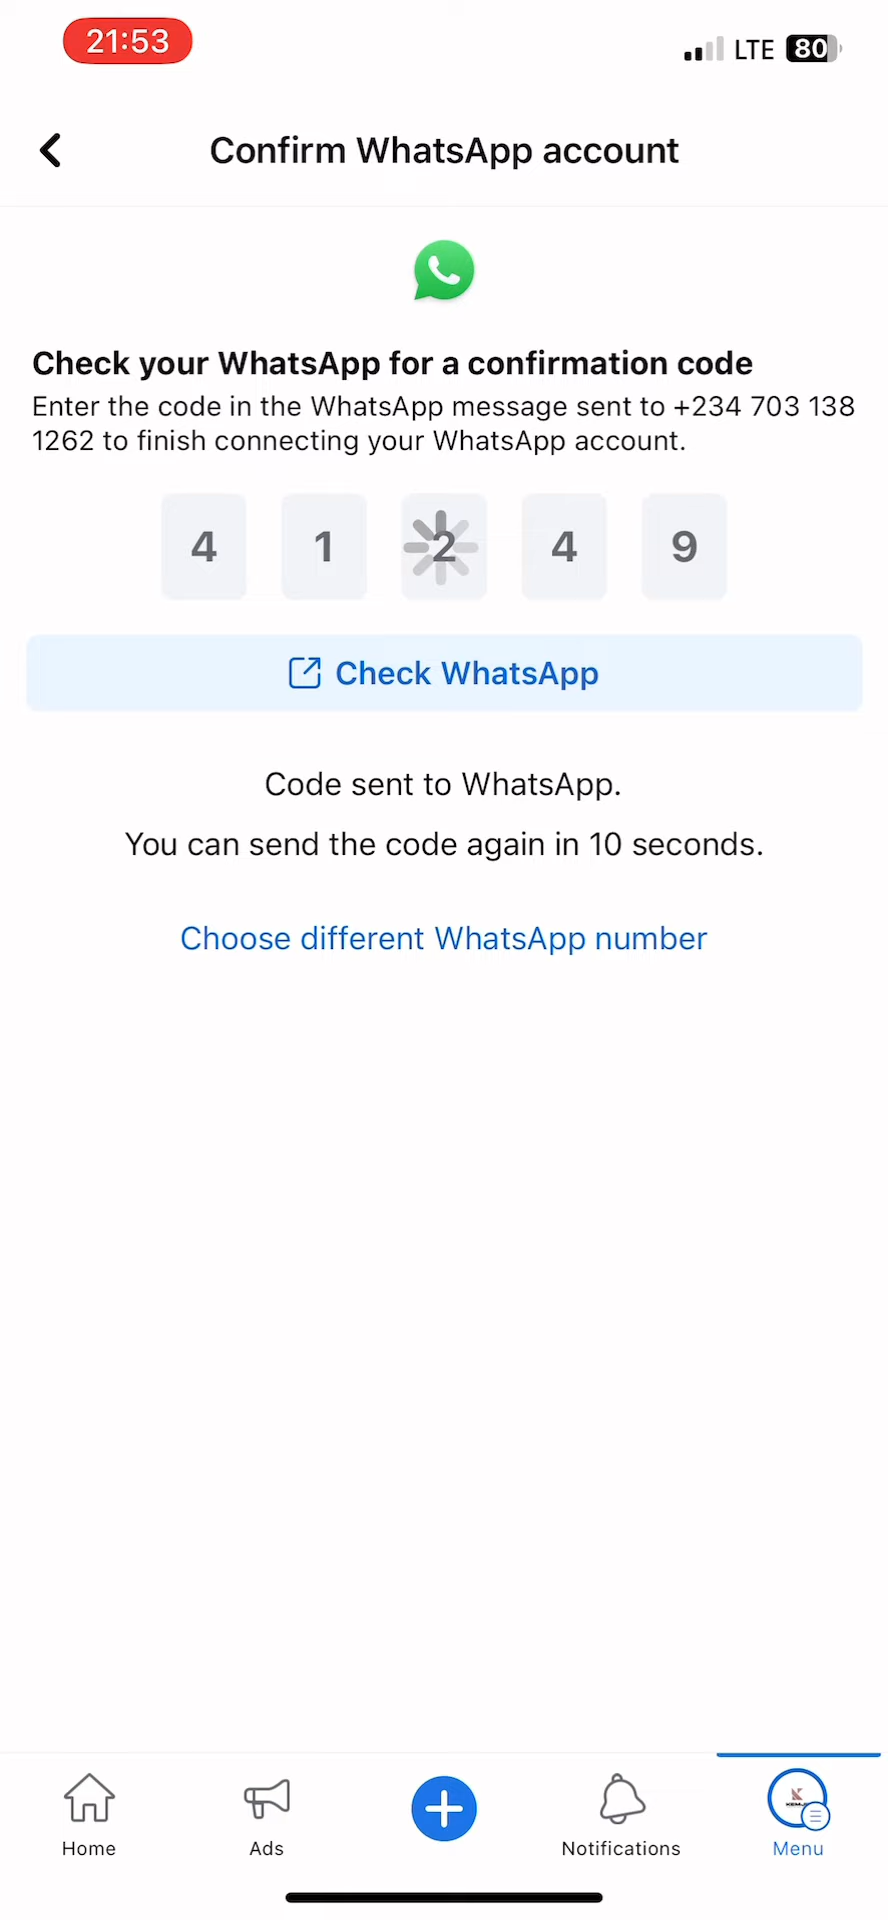 21:53
LTE 80
Confirm WhatsApp account
Check your WhatsApp for a confirmation code
Enter the code in the WhatsApp message sent to +234 703 138
1262 to finish connecting your WhatsApp account.
4 1 2 4 9
Check WhatsApp
Code sent to WhatsApp.
You can send the code again in 10 seconds.
Choose different WhatsApp number
Home Ads Notifications Menu